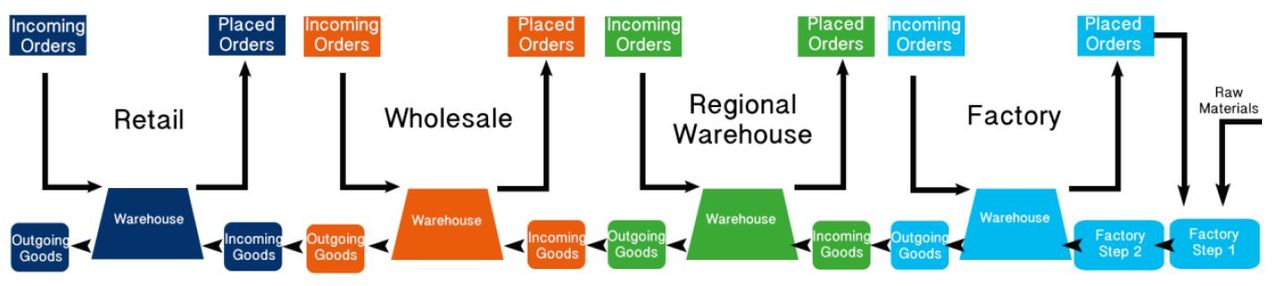 Incoming
Orders
Placed
Orders
Incoming
Orders
Placed
Orders
Incoming
Orders
Placed
Orders
Incoming
Orders
Placed
Orders
Retail
Wholesale
Regional
Warehouse
Factory
Raw
Materials
Warehouse
Warehouse
Warehouse
Warehouse
Outgoing
Goods
Incoming
Goods
Outgoing
Goods
Incoming
Goods
Outgoing
Goods
Incoming
Goods
Outgoing
Goods
Factory
Step 2
Factory
Step 1